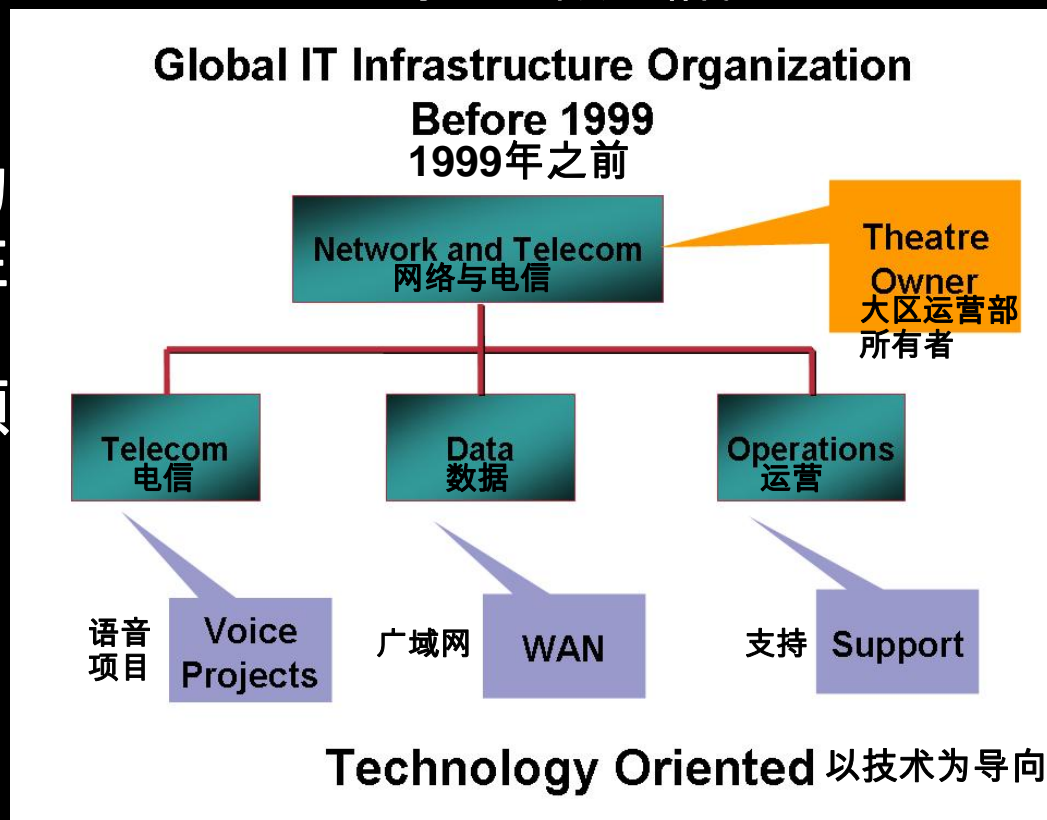 Global IT Infrastructure Organization
Before 1999
1999年之前
Network and Telecom
网络与电信
Theatre
Owner
大区运营部
所有者
Telecom
电信
Data
数据
Operations
运营
语音
项目
Voice
Projects
广域网
WAN
支持
Support
Technology Oriented 以技术为导向